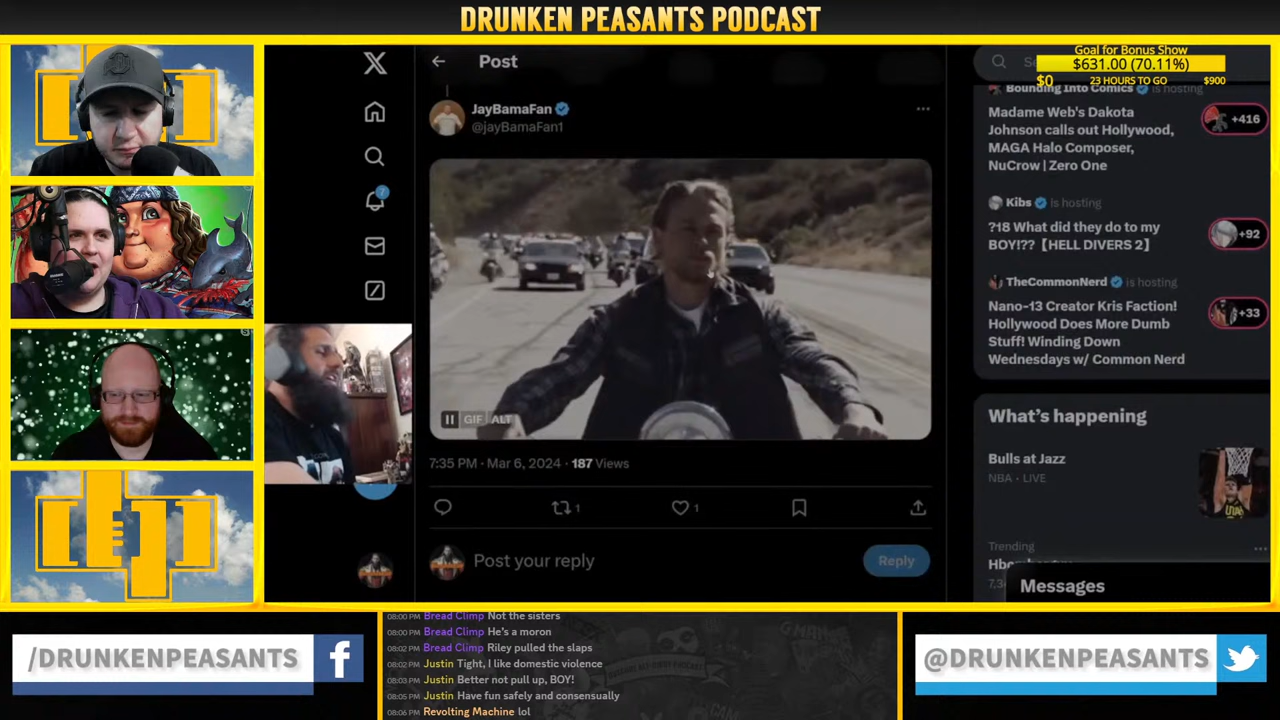 DRUNKEN PEASANTS PODCAST
Goal for Bonus Show
$631.00 (70.11%)
$0
23 HOURS TO GO
$900
Post
7
JayBamaFan
@jayBamaFan1
GIF
ALT
7:35 PM · Mar 6, 2024 · 187 Views
1
1
Post your reply
Reply
Bounding Into Comics is hosting
Madame Web's Dakota
Johnson calls out Hollywood,
MAGA Halo Composer,
NuCrow | Zero One
+416
Kibs is hosting
?18 What did they do to my
BOY!??【HELL DIVERS 2】
+92
TheCommonNerd is hosting
Nano-13 Creator Kris Faction!
Hollywood Does More Dumb
Stuff! Winding Down
Wednesdays w/ Common Nerd
+33
What's happening
Bulls at Jazz
NBA · LIVE
Trending
Messages
/DRUNKENPEASANTS
08:00 PM Bread Climp Not the sisters
08:00 PM Bread Climp He's a moron
08:02 PM Bread Climp Riley pulled the slaps
08:02 PM Justin Tight, I like domestic violence
08:03 PM Justin Better not pull up, BOY!
08:05 PM Justin Have fun safely and consensually
08:06 PM Revolting Machine lol
@DRUNKENPEASANTS